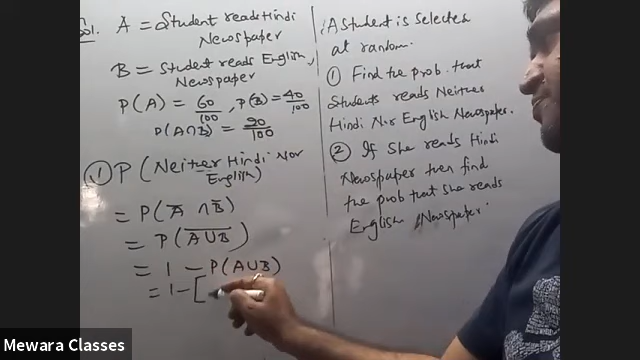 Sol. A = Student reads Hindi
Newspaper
B = Student reads English
Newspaper
P(A) = 60/100, P(B) = 40/100
P(A∩B) = 20/100
① P(Neither Hindi Nor
English)
= P(A̅ ∩ B̅)
= P(\overline{A∪B})
= 1 − P(A∪B)
= 1 − [
A student is Selected
at random.
① Find the prob. that
Students reads Neither
Hindi Nor English Newspaper.
② If She reads Hindi
Newspaper then find
the prob that she reads
English Newspaper.
Mewara Classes